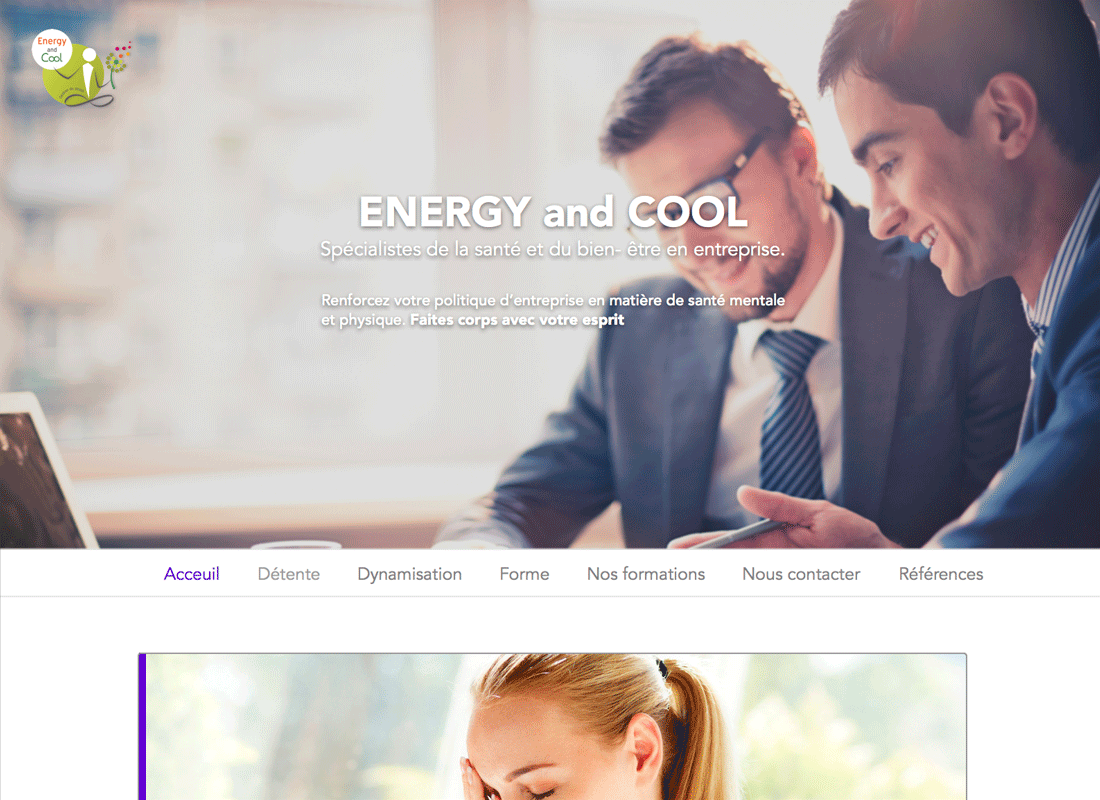 Energy
and
Cool
ENERGY and COOL
Spécialistes de la santé et du bien- être en entreprise.
Renforcez votre politique d'entreprise en matière de santé mentale
et physique. Faites corps avec votre esprit
Acceuil Détente Dynamisation Forme Nos formations Nous contacter Références